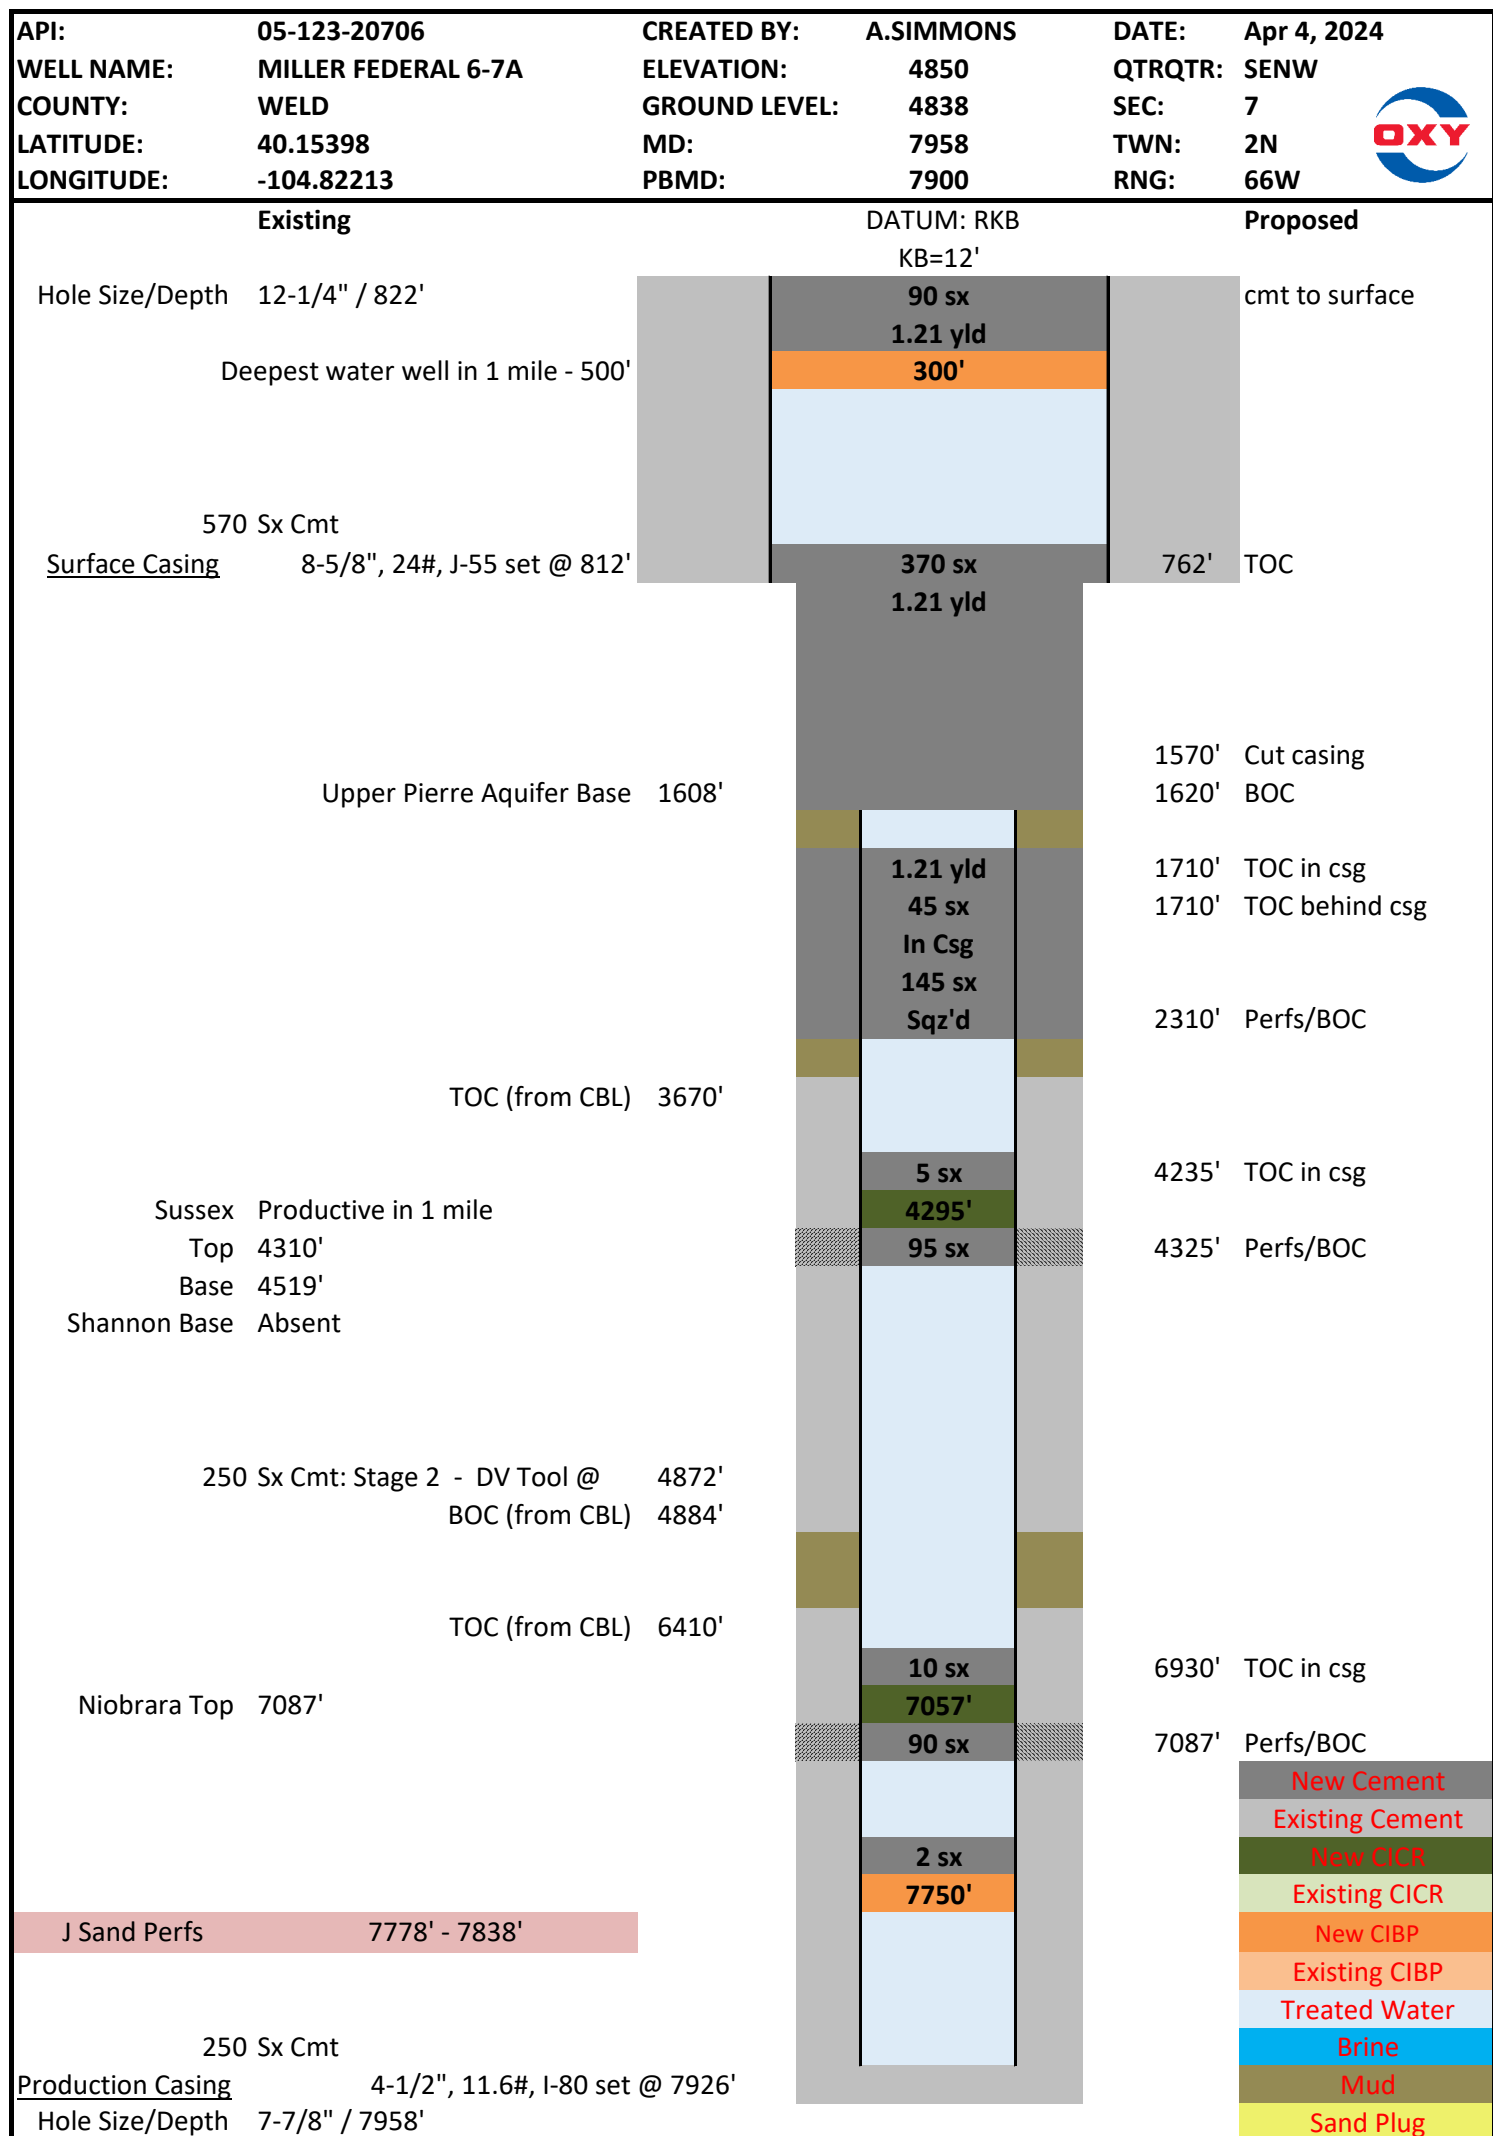 API: 05-123-20706 CREATED BY: A.SIMMONS DATE: Apr 4, 2024
WELL NAME: MILLER FEDERAL 6-7A ELEVATION: 4850 QTRQTR: SENW
COUNTY: WELD GROUND LEVEL: 4838 SEC: 7
OXY
LATITUDE: 40.15398 MD: 7958 TWN: 2N
LONGITUDE: -104.82213 PBMD: 7900 RNG: 66W
Existing DATUM: RKB Proposed
KB=12'
Hole Size/Depth 12-1/4" / 822' 90 sx cmt to surface
1.21 yld
Deepest water well in 1 mile - 500' 300'
570 Sx Cmt
Surface Casing 8-5/8", 24#, J-55 set @ 812' 370 sx 762' TOC
1.21 yld
1570' Cut casing
Upper Pierre Aquifer Base 1608' 1620' BOC
1.21 yld 1710' TOC in csg
45 sx 1710' TOC behind csg
In Csg
145 sx
Sqz'd 2310' Perfs/BOC
TOC (from CBL) 3670'
5 sx 4235' TOC in csg
Sussex Productive in 1 mile 4295'
Top 4310' 95 sx 4325' Perfs/BOC
Base 4519'
Shannon Base Absent
250 Sx Cmt: Stage 2 - DV Tool @ 4872'
BOC (from CBL) 4884'
TOC (from CBL) 6410'
10 sx 6930' TOC in csg
Niobrara Top 7087' 7057'
90 sx 7087' Perfs/BOC
New Cement
Existing Cement
2 sx New CICR
7750' Existing CICR
J Sand Perfs 7778' - 7838' New CIBP
Existing CIBP
Treated Water
250 Sx Cmt Brine
Production Casing 4-1/2", 11.6#, I-80 set @ 7926' Mud
Hole Size/Depth 7-7/8" / 7958' Sand Plug